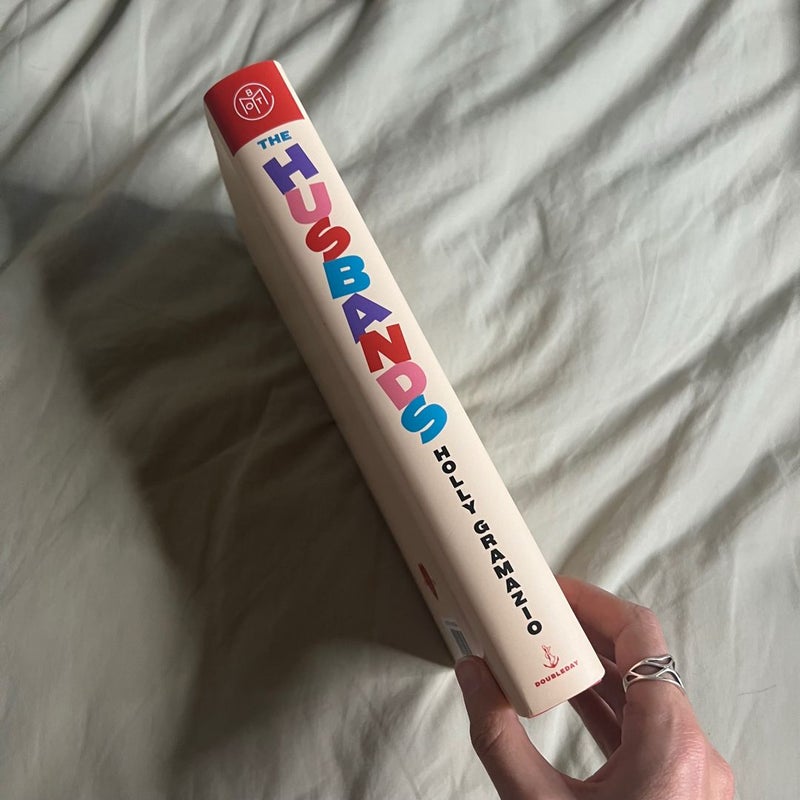 BOTM
THE
HUSBANDS
HOLLY GRAMAZIO
DOUBLEDAY